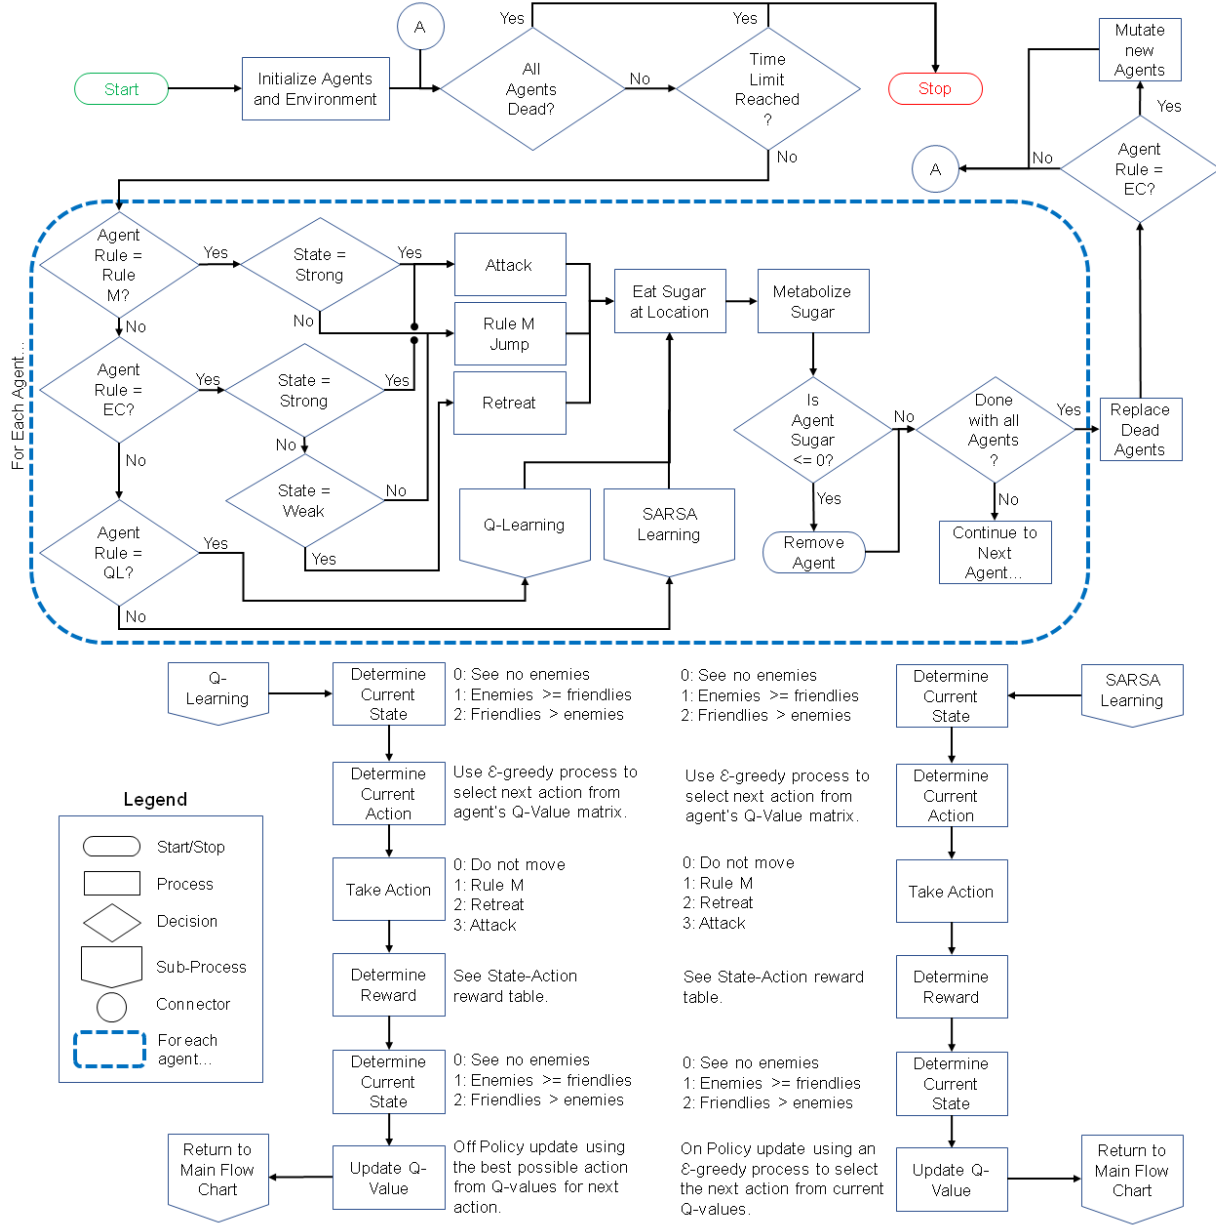 Start
Initialize Agents
and Environment
A
All
Agents
Dead?
Yes
No
Time
Limit
Reached
?
Yes
No
Stop
Mutate
new
Agents
Yes
Agent
Rule =
EC?
No
A
For Each Agent...
Agent
Rule =
Rule
M?
Yes
No
State =
Strong
Yes
No
Attack
Rule M
Jump
Retreat
Eat Sugar
at Location
Metabolize
Sugar
Agent
Rule =
EC?
Yes
No
State =
Strong
Yes
No
State =
Weak
No
Yes
Agent
Rule =
QL?
Yes
No
Q-Learning
SARSA
Learning
Is
Agent
Sugar
<= 0?
No
Yes
Remove
Agent
Done
with all
Agents
?
Yes
No
Continue to
Next
Agent...
Replace
Dead
Agents
Q-
Learning
Determine
Current
State
0: See no enemies
1: Enemies >= friendlies
2: Friendlies > enemies
Determine
Current
Action
Use Ɛ-greedy process to
select next action from
agent's Q-Value matrix.
Take Action
0: Do not move
1: Rule M
2: Retreat
3: Attack
Determine
Reward
See State-Action
reward table.
Determine
Current
State
0: See no enemies
1: Enemies >= friendlies
2: Friendlies > enemies
Update Q-
Value
Off Policy update using
the best possible action
from Q-values for next
action.
Return to
Main Flow
Chart
SARSA
Learning
Determine
Current
State
0: See no enemies
1: Enemies >= friendlies
2: Friendlies > enemies
Determine
Current
Action
Use Ɛ-greedy process to
select next action from
agent's Q-Value matrix.
Take Action
0: Do not move
1: Rule M
2: Retreat
3: Attack
Determine
Reward
See State-Action reward
table.
Determine
Current
State
0: See no enemies
1: Enemies >= friendlies
2: Friendlies > enemies
Update Q-
Value
On Policy update using an
Ɛ-greedy process to select
the next action from current
Q-values.
Return to
Main Flow
Chart
Legend
Start/Stop
Process
Decision
Sub-Process
Connector
For each
agent...